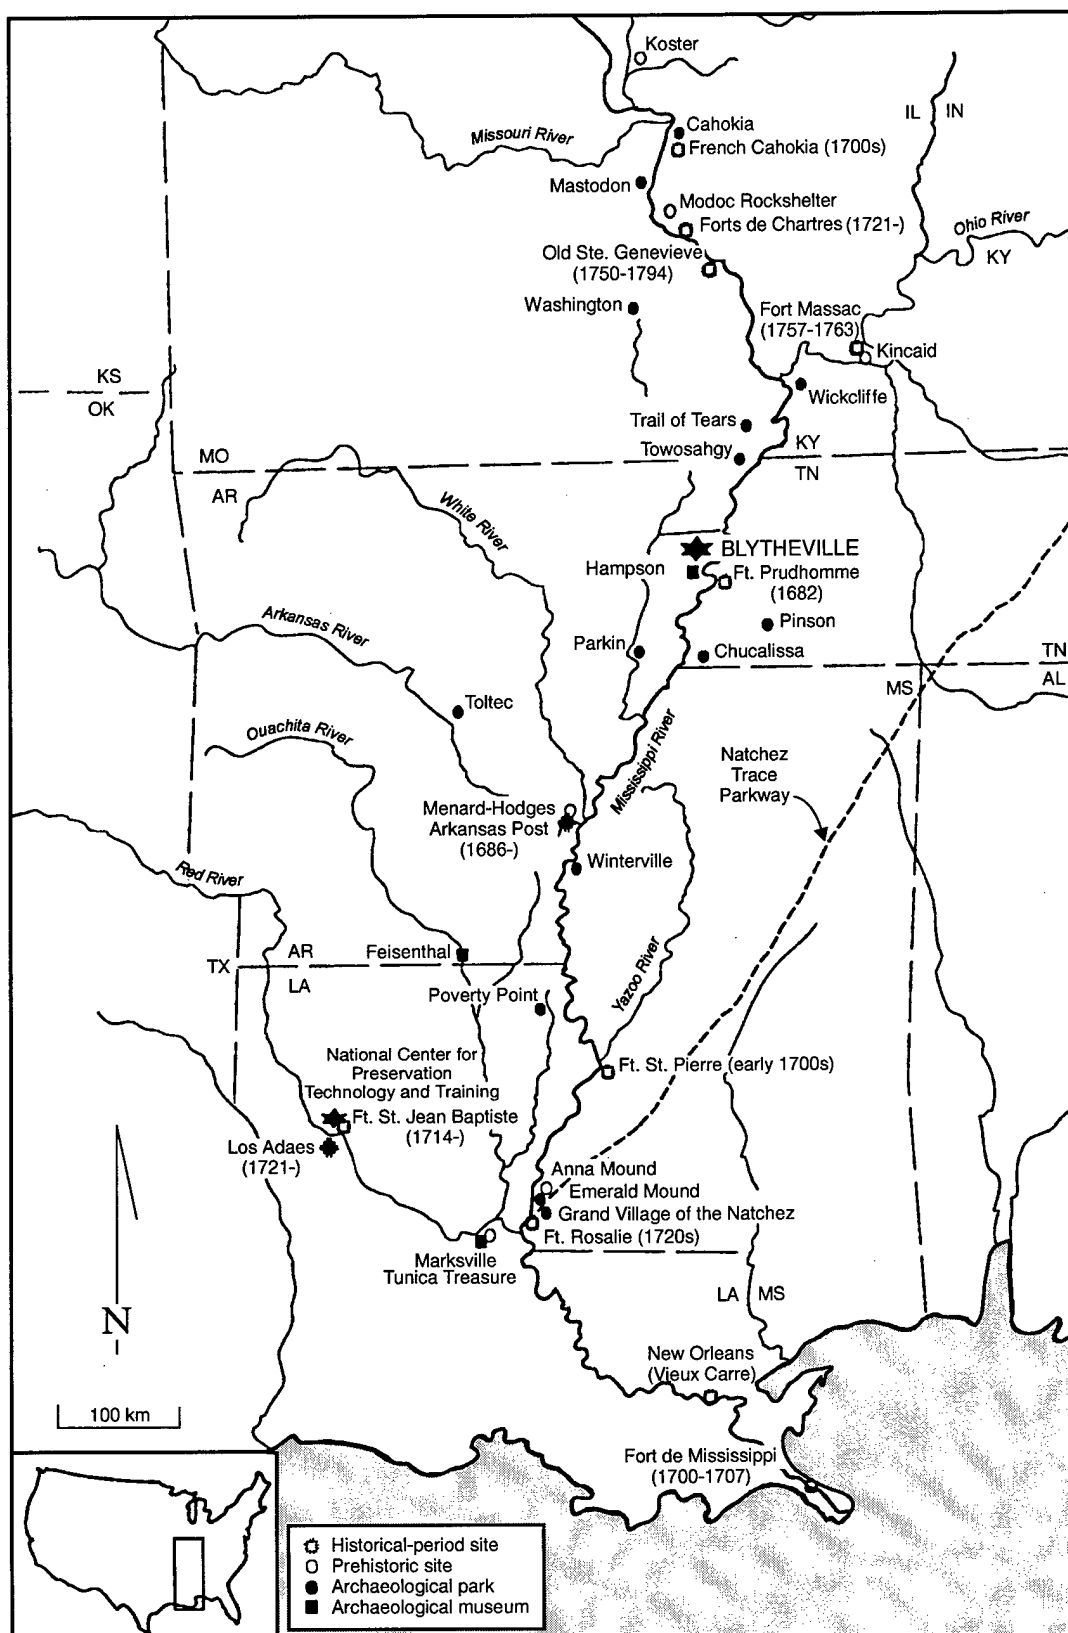 Koster
Missouri River
Cahokia
French Cahokia (1700s)
IL
IN
Mastodon
Modoc Rockshelter
Forts de Chartres (1721-)
Ohio River
KY
Old Ste. Genevieve
(1750-1794)
Washington
Fort Massac
(1757-1763)
Kincaid
KS
OK
Wickcliffe
Trail of Tears
Towosahgy
KY
TN
MO
AR
White River
BLYTHEVILLE
Hampson
Ft. Prudhomme
(1682)
Pinson
Arkansas River
Parkin
Chucalissa
TN
AL
MS
Toltec
Ouachita River
Mississippi River
Natchez
Trace
Parkway
Menard-Hodges
Arkansas Post
(1686-)
Winterville
Red River
Feisenthal
AR
LA
TX
Yazoo River
Poverty Point
National Center for
Preservation
Technology and Training
Ft. St. Pierre (early 1700s)
Ft. St. Jean Baptiste
(1714-)
Los Adaes
(1721-)
Anna Mound
Emerald Mound
Grand Village of the Natchez
Ft. Rosalie (1720s)
Marksville
Tunica Treasure
LA
MS
N
New Orleans
(Vieux Carre)
100 km
Fort de Mississippi
(1700-1707)
Historical-period site
Prehistoric site
Archaeological park
Archaeological museum